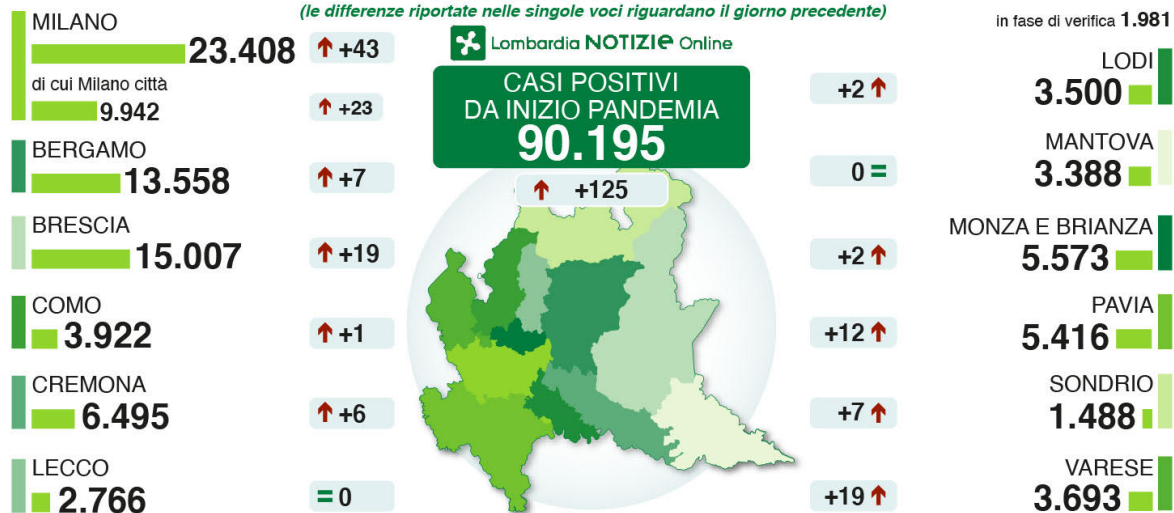 (le differenze riportate nelle singole voci riguardano il giorno precedente)
Lombardia NOTIZIE Online
CASI POSITIVI
DA INIZIO PANDEMIA
90.195
+125
MILANO
23.408
+43
di cui Milano città
9.942
+23
BERGAMO
13.558
+7
BRESCIA
15.007
+19
COMO
3.922
+1
CREMONA
6.495
+6
LECCO
2.766
= 0
in fase di verifica 1.981
LODI
3.500
+2
MANTOVA
3.388
0 =
MONZA E BRIANZA
5.573
+2
PAVIA
5.416
+12
SONDRIO
1.488
+7
VARESE
3.693
+19